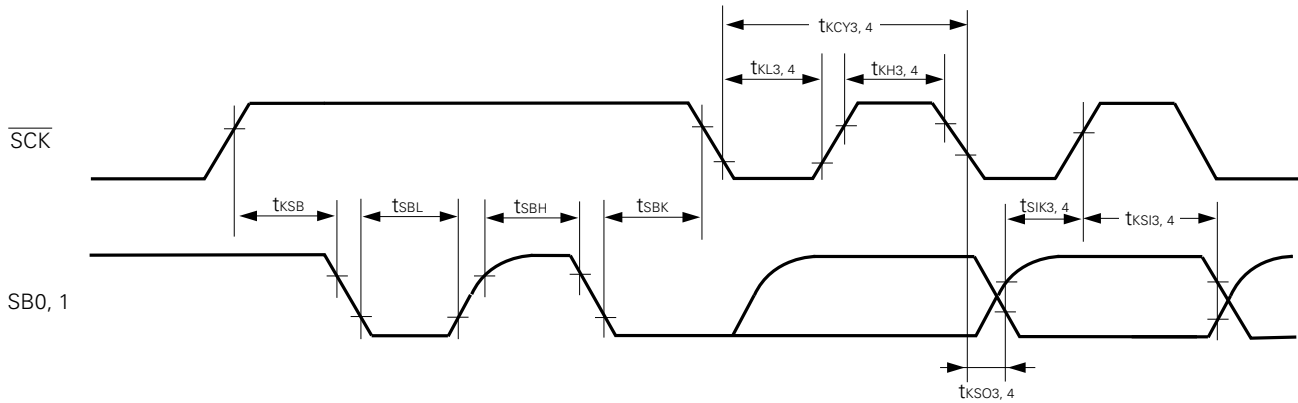 tKCY3, 4
tKL3, 4
tKH3, 4
SCK
tKSB
tSBL
tSBH
tSBK
tSIK3, 4
tKSI3, 4
SB0, 1
tKSO3, 4